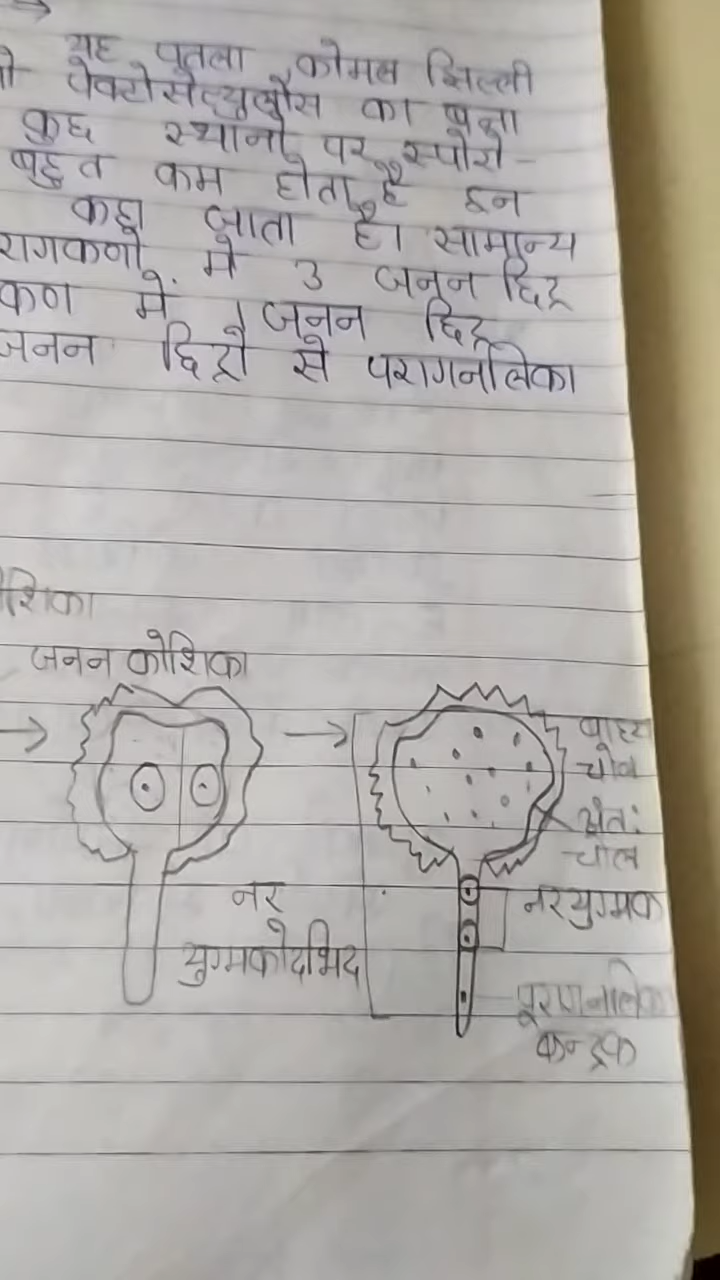 यह पतला कोमल झिल्ली
पेक्टोसेल्युलोस का बना
कुछ स्थानो पर स्पोरो-
बहुत कम होता है इन
कहा जाता है। सामान्य
रागकणो में 3 जनन छिद्र
कण में 1 जनन छिद्र
जनन छिद्रो से परागनलिका
शिका
जनन कोशिका
बाह्य
चोल
अंत:
चोल
नर
युग्मकोदभिद
नरयुग्मक
पूरागनलिका
केन्द्रक